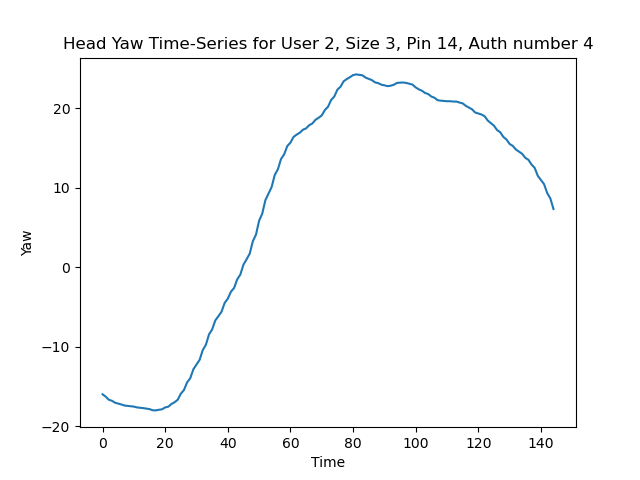 Head Yaw Time-Series for User 2, Size 3, Pin 14, Auth number 4
20
10
0
−10
−20
Yaw
0 20 40 60 80 100 120 140
Time